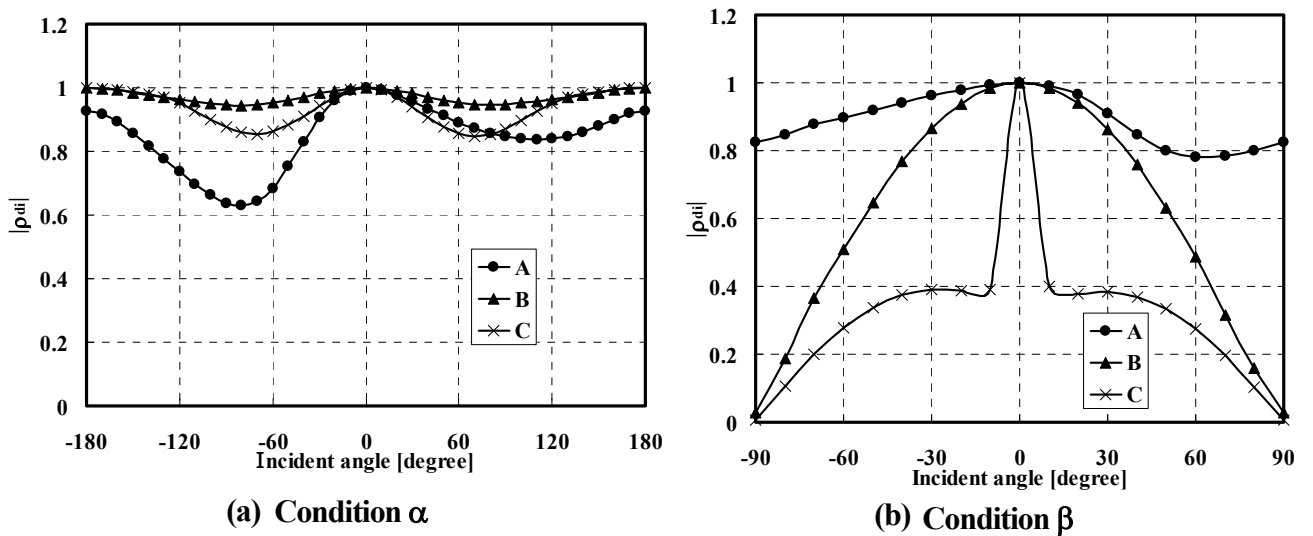 1.2
1
0.8
0.6
0.4
0.2
0
|ρdi|
-180 -120 -60 0 60 120 180
Incident angle [degree]
A
B
C
(a) Condition α
1.2
1
0.8
0.6
0.4
0.2
0
|ρdi|
-90 -60 -30 0 30 60 90
Incident angle [degree]
A
B
C
(b) Condition β